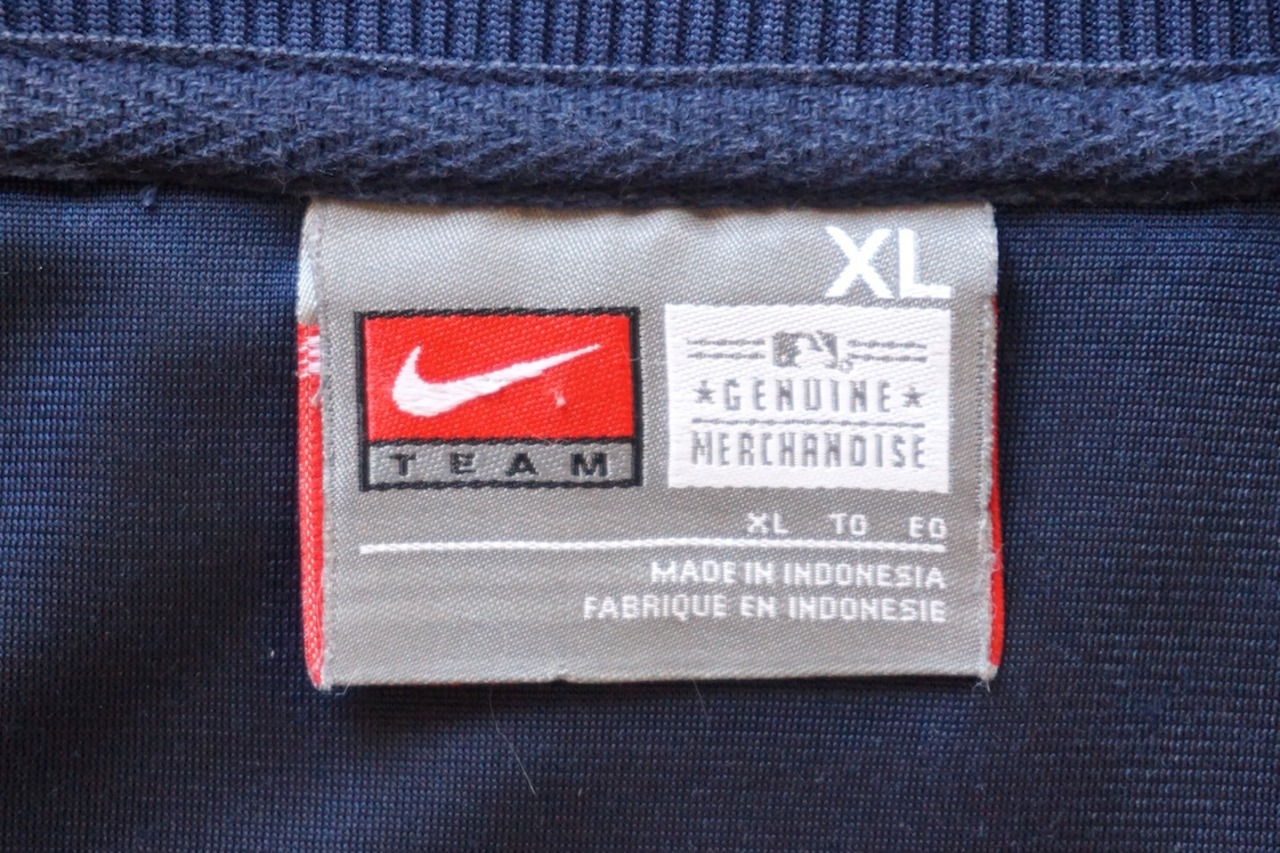 XL
TEAM
GENUINE
MERCHANDISE
XL TG EG
MADE IN INDONESIA
FABRIQUE EN INDONESIE